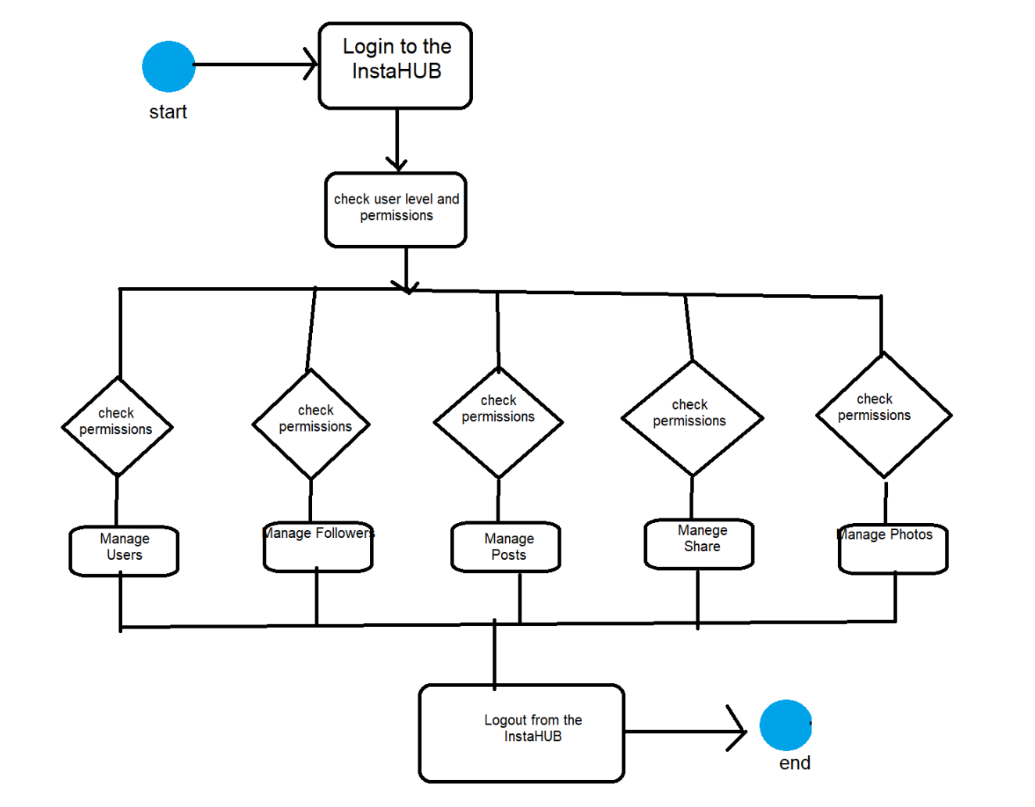 Login to the
InstaHUB
start
check user level and
permissions
check
permissions
check
permissions
check
permissions
check
permissions
check
permissions
Manage
Users
Manage Followers
Manage
Posts
Manege
Share
Manage Photos
Logout from the
InstaHUB
end